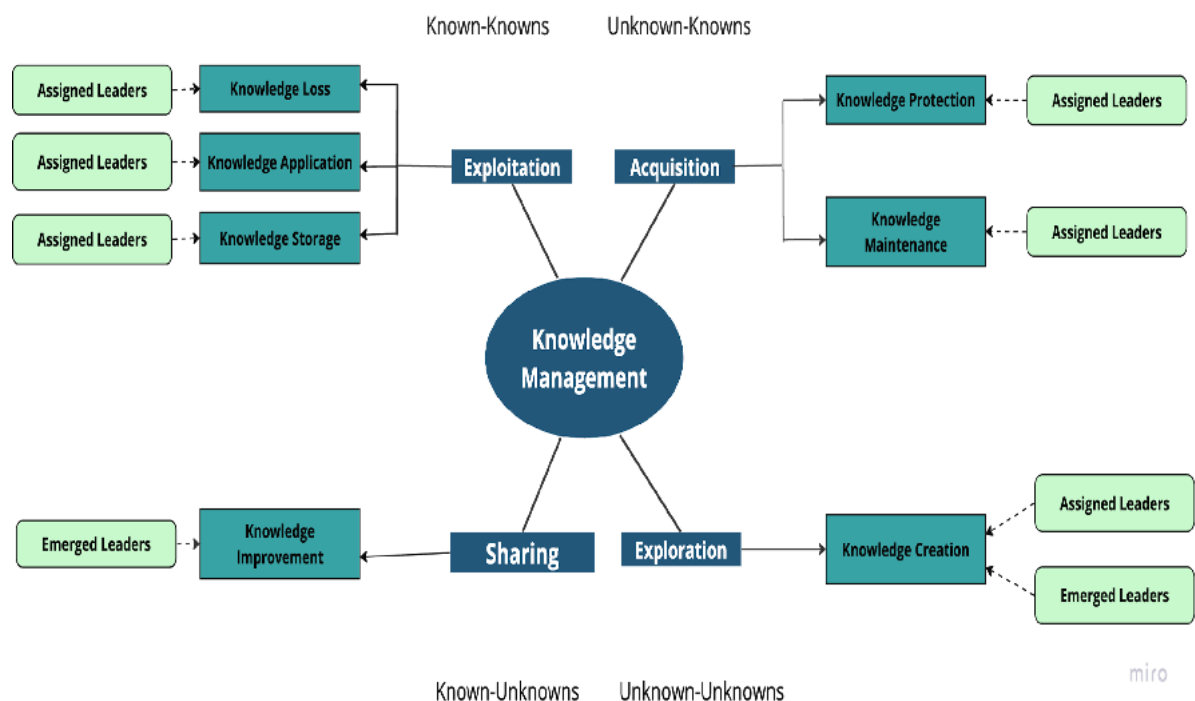 Known-Knowns
Unknown-Knowns
Assigned Leaders
Knowledge Loss
Knowledge Protection
Assigned Leaders
Assigned Leaders
Knowledge Application
Exploitation
Acquisition
Assigned Leaders
Knowledge Storage
Knowledge
Maintenance
Assigned Leaders
Knowledge
Management
Emerged Leaders
Knowledge
Improvement
Sharing
Exploration
Knowledge Creation
Assigned Leaders
Emerged Leaders
miro
Known-Unknowns
Unknown-Unknowns